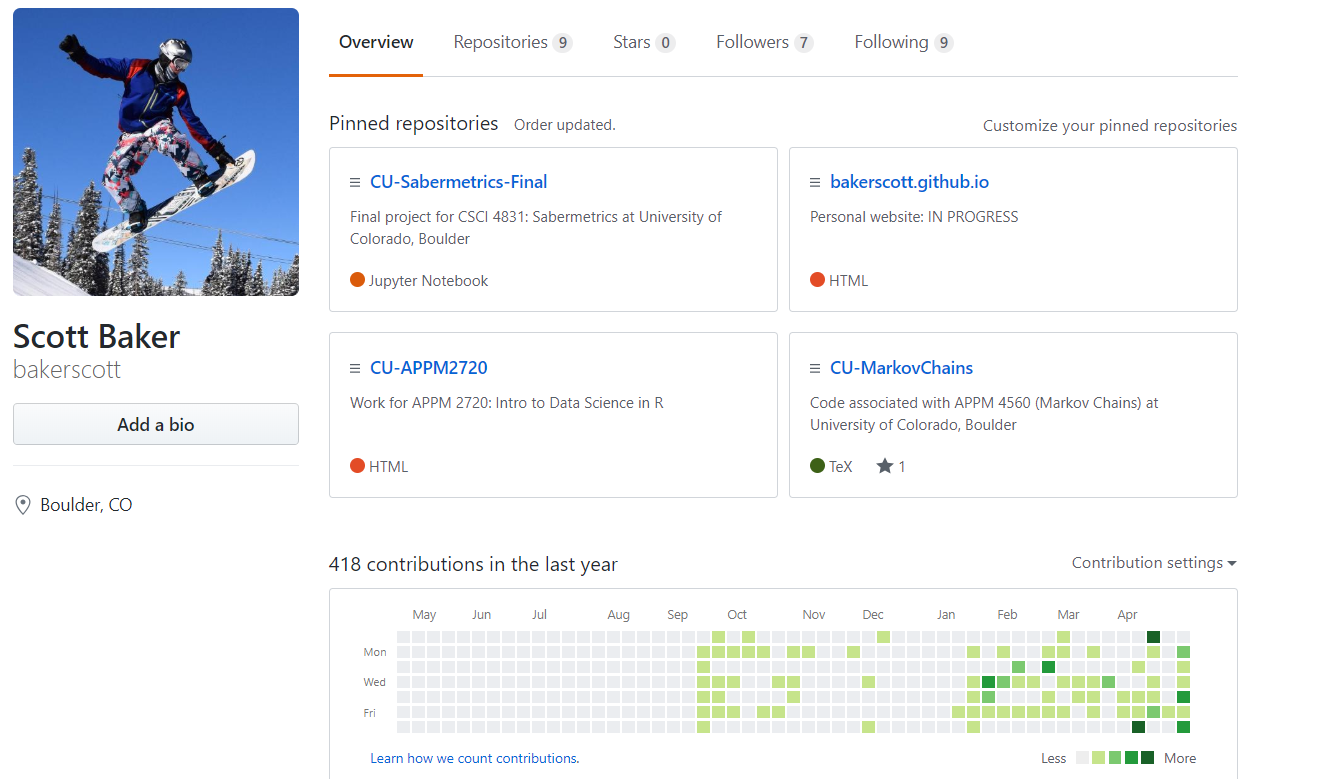 Overview Repositories 9 Stars 0 Followers 7 Following 9
Pinned repositories Order updated. Customize your pinned repositories
CU-Sabermetrics-Final
Final project for CSCI 4831: Sabermetrics at University of
Colorado, Boulder
Jupyter Notebook
bakerscott.github.io
Personal website: IN PROGRESS
HTML
Scott Baker
bakerscott
Add a bio
Boulder, CO
CU-APPM2720
Work for APPM 2720: Intro to Data Science in R
HTML
CU-MarkovChains
Code associated with APPM 4560 (Markov Chains) at
University of Colorado, Boulder
TeX 1
418 contributions in the last year Contribution settings
May Jun Jul Aug Sep Oct Nov Dec Jan Feb Mar Apr
Mon
Wed
Fri
Learn how we count contributions. Less More